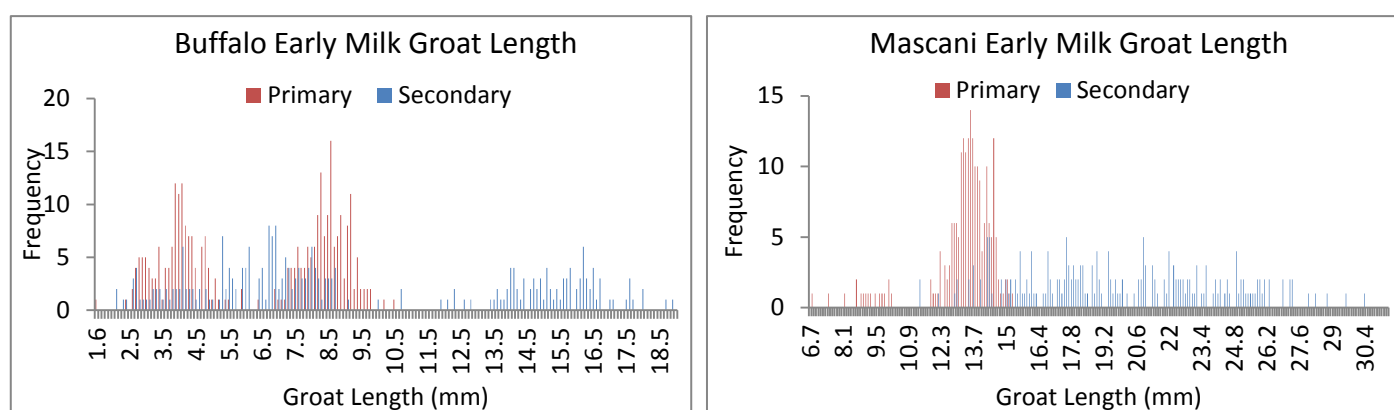 Buffalo Early Milk Groat Length
Primary Secondary
20
15
10
5
0
Frequency
1.6 2.5 3.5 4.5 5.5 6.5 7.5 8.5 9.5 10.5 11.5 12.5 13.5 14.5 15.5 16.5 17.5 18.5
Groat Length (mm)
Mascani Early Milk Groat Length
Primary Secondary
15
10
5
0
Frequency
6.7 8.1 9.5 10.9 12.3 13.7 15 16.4 17.8 19.2 20.6 22 23.4 24.8 26.2 27.6 29 30.4
Groat Length (mm)